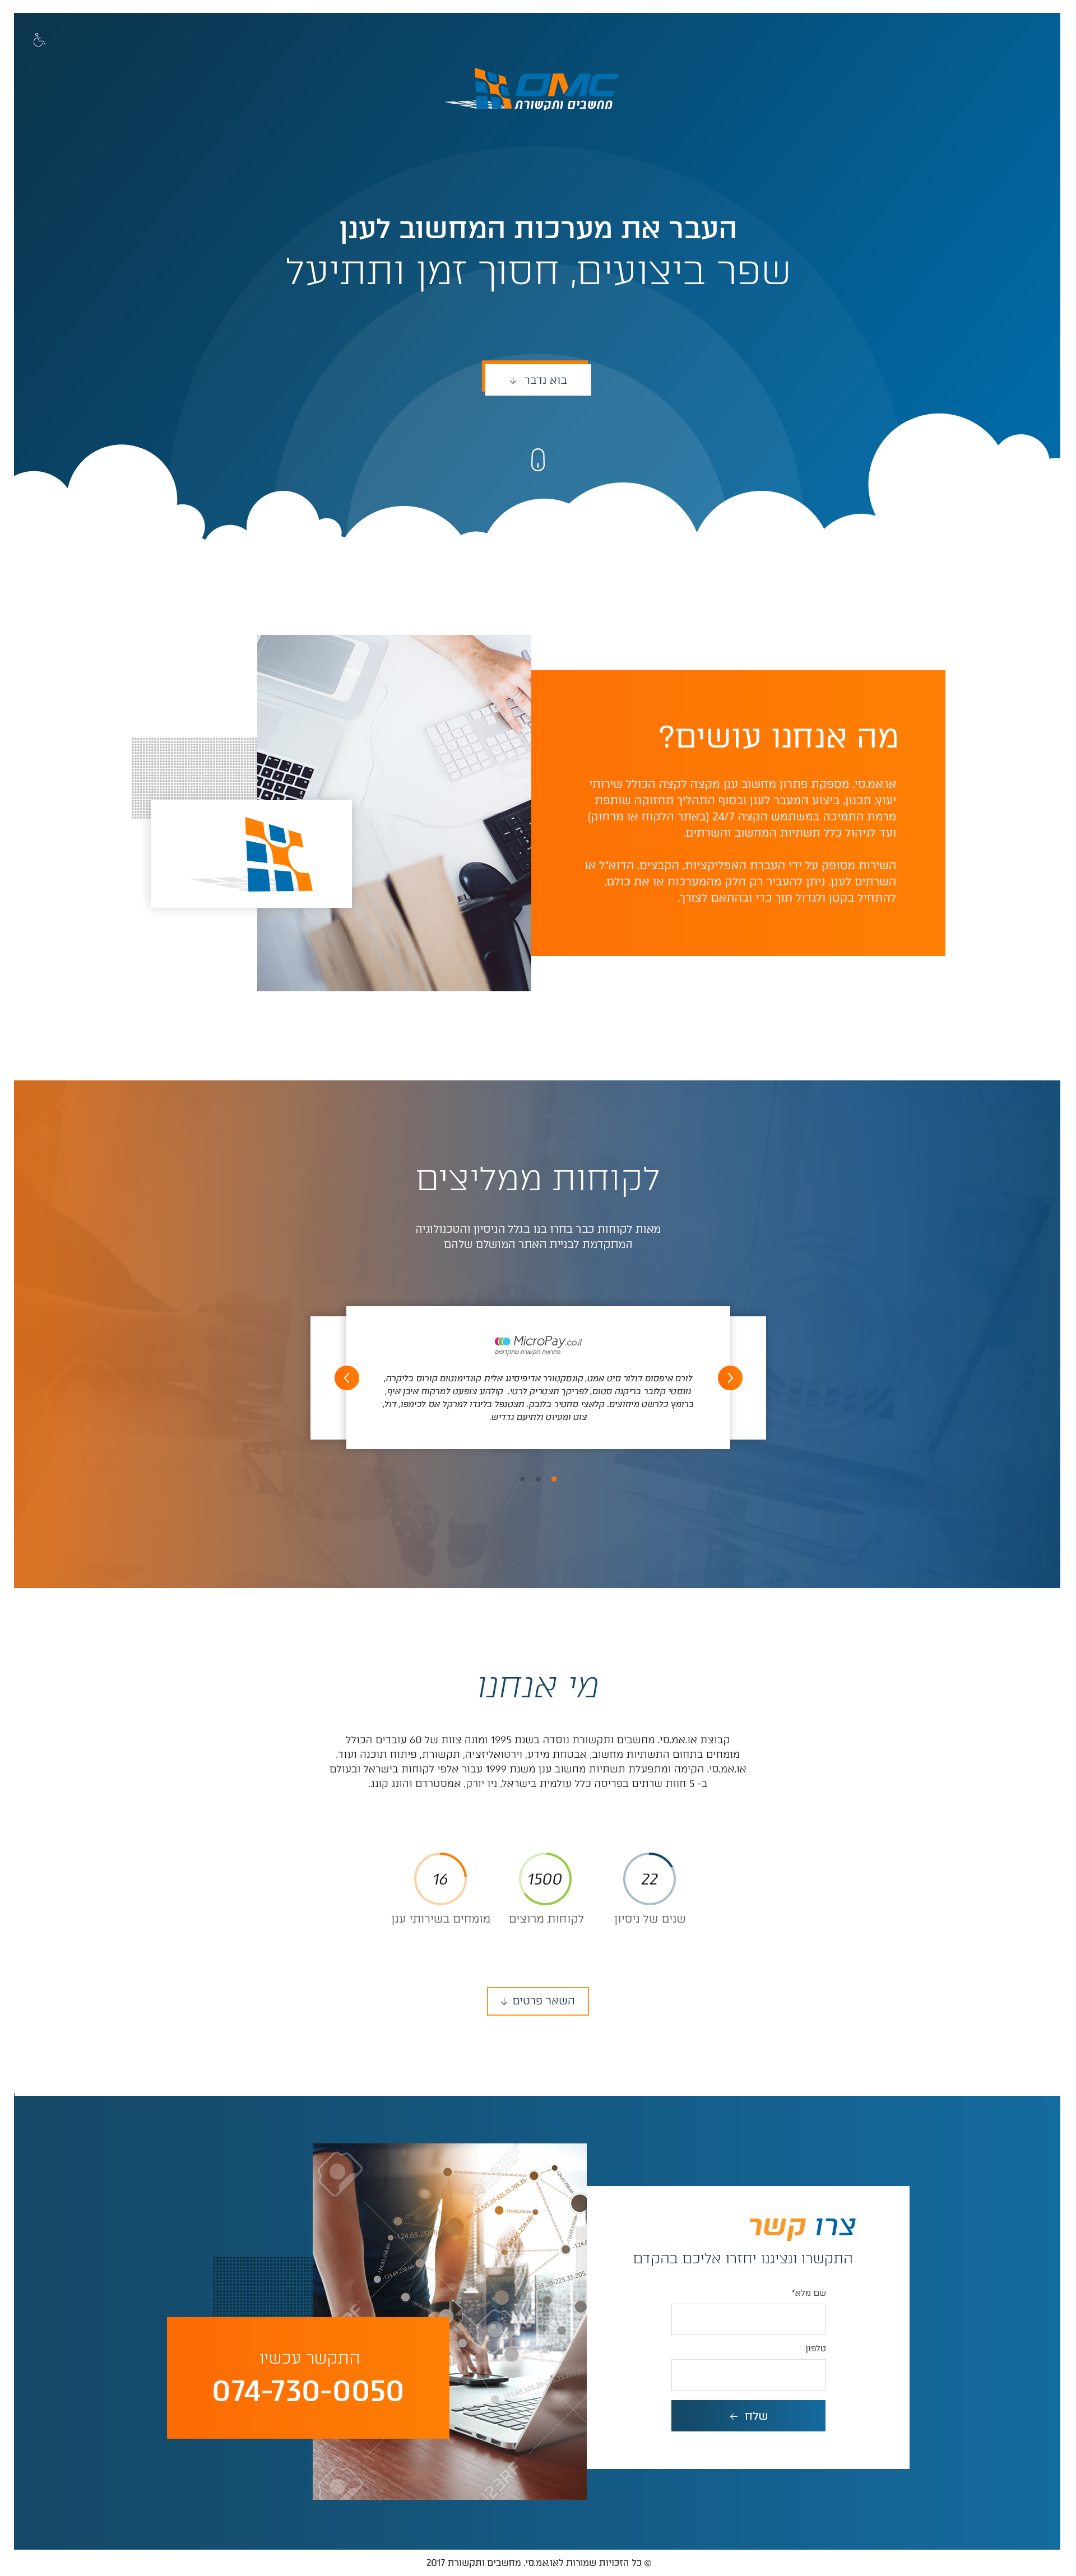 OMC
מחשבים ותקשורת
העבר את מערכות המחשוב לענן
שפר ביצועים, חסוך זמן ותתיעל
בוא נדבר ↓
מה אנחנו עושים?
או.אמ.סי. מספקת פתרון מחשוב ענן מקצה לקצה הכולל שירותי
יעוץ, תכנון, ביצוע המעבר לענן ובסוף התהליך תחזוקה שותפת
מרמת התמיכה במשתמש הקצה 24/7 (באתר הלקוח או מרחוק)
ועד לניהול כלל תשתיות המחשוב והשרתים.
השירות מסופק על ידי העברת האפליקציות, הקבצים, הדוא"ל או
השרתים לענן. ניתן להעביר רק חלק מהמערכות או את כולם,
להתחיל בקטן ולגדול תוך כדי ובהתאם לצורך.
לקוחות ממליצים
מאות לקוחות כבר בחרו בנו בגלל הניסיון והטכנולוגיה
המתקדמת לבניית האתר המושלם שלהם
MicroPay.co.il
פתרונות תקשורת מתקדמים
לורם איפסום דולור סיט אמט, קונסקטורר אדיפיסינג אלית קונדימנטום קורוס בליקרה,
נונסטי קלובר בריקנה סטום, לפריקך תצטריק לרטי. קולהע צופעט למרקוח איבן איף,
ברומץ כלרשט מיחוצים. קלאצי סחטיר בלובק. תצטנפל בלינדו למרקל אס לכימפו, דול,
צוט ומעיוט ולתיעם גדדיש.
מי אנחנו
קבוצת או.אמ.סי. מחשבים ותקשורת נוסדה בשנת 1995 ומונה צוות של 60 עובדים הכולל
מומחים בתחום התשתיות מחשוב, אבטחת מידע, וירטואליזציה, תקשורת, פיתוח תוכנה ועוד.
או.אמ.סי. הקימה ומתפעלת תשתיות מחשוב ענן משנת 1999 עבור אלפי לקוחות בישראל ובעולם
ב- 5 חוות שרתים בפריסה כלל עולמית בישראל, ניו יורק, אמסטרדם והונג קונג.
22
שנים של ניסיון
1500
לקוחות מרוצים
16
מומחים בשירותי ענן
השאר פרטים ↓
צרו קשר
התקשרו ונציגנו יחזרו אליכם בהקדם
שם מלא*
טלפון
שלח ←
התקשר עכשיו
074-730-0050
© כל הזכויות שמורות לאו.אמ.סי. מחשבים ותקשורת 2017